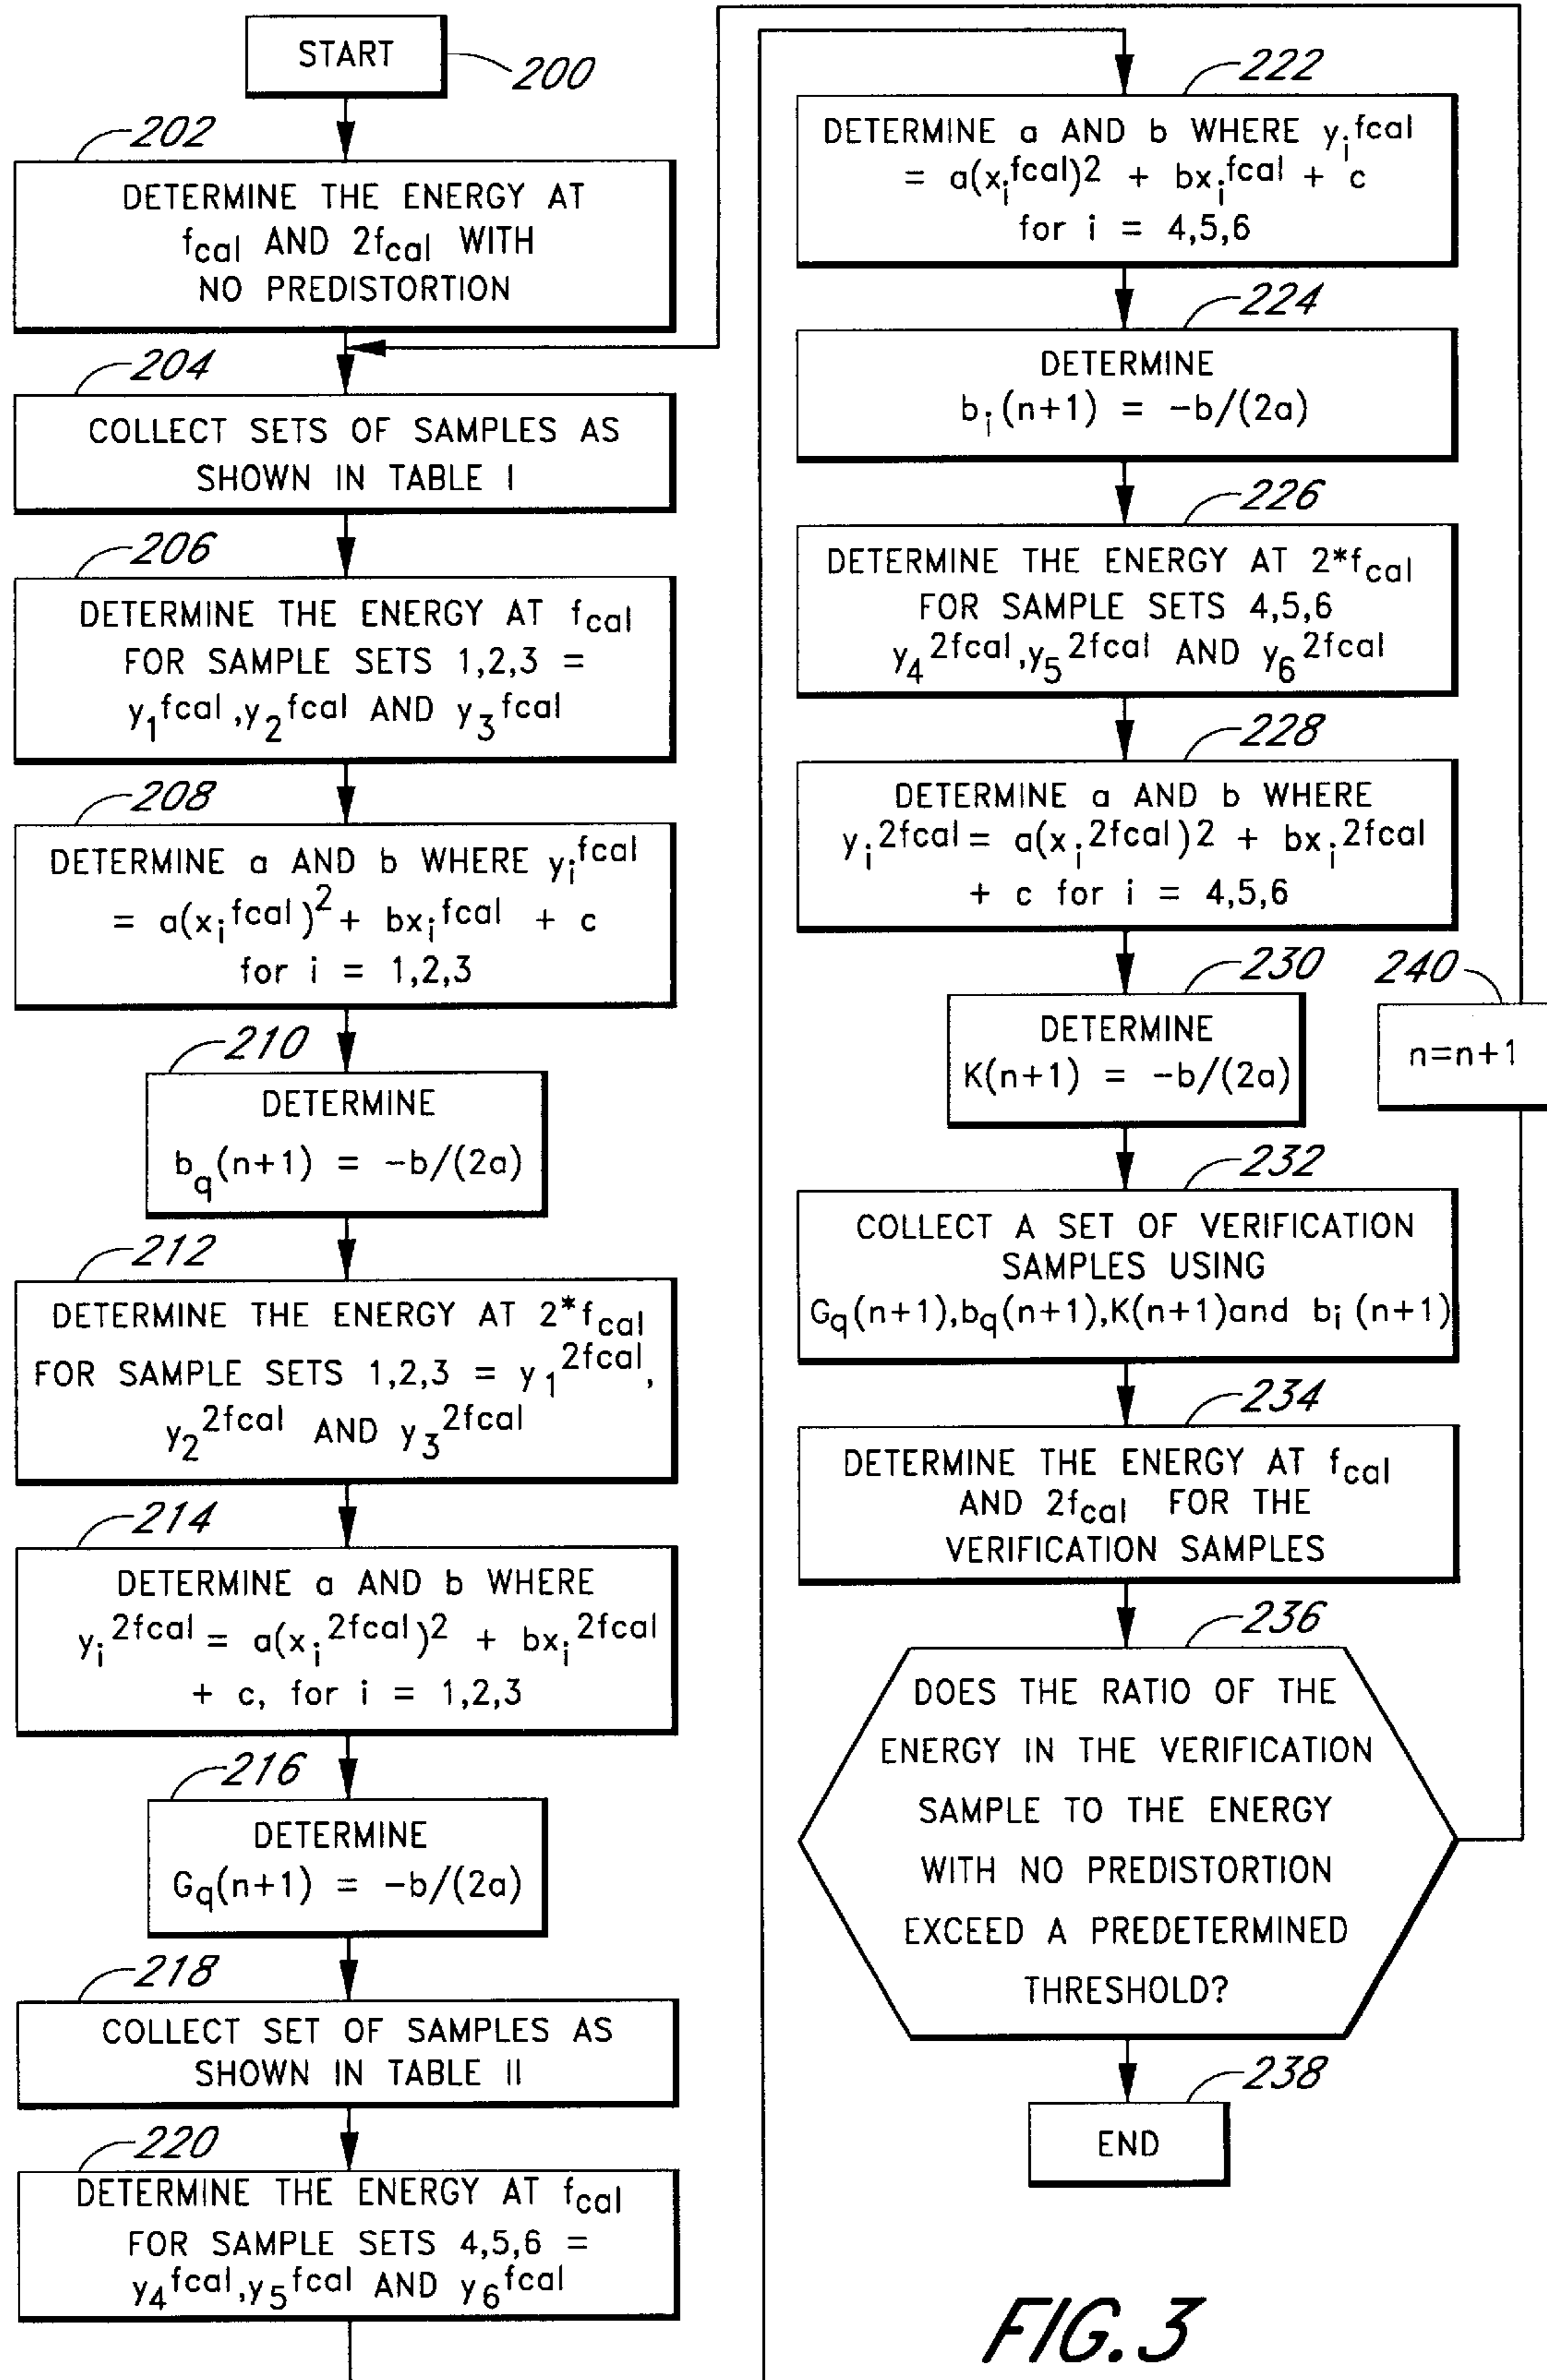 START
200
202
DETERMINE THE ENERGY AT
fcal AND 2fcal WITH
NO PREDISTORTION
204
COLLECT SETS OF SAMPLES AS
SHOWN IN TABLE I
206
DETERMINE THE ENERGY AT fcal
FOR SAMPLE SETS 1,2,3 =
y₁fcal,y₂fcal AND y₃fcal
208
DETERMINE a AND b WHERE yᵢfcal
= a(xᵢfcal)² + bxᵢfcal + c
for i = 1,2,3
210
DETERMINE
bq(n+1) = -b/(2a)
212
DETERMINE THE ENERGY AT 2*fcal
FOR SAMPLE SETS 1,2,3 = y₁2fcal,
y₂2fcal AND y₃2fcal
214
DETERMINE a AND b WHERE
yᵢ2fcal = a(xᵢ2fcal)² + bxᵢ2fcal
+ c, for i = 1,2,3
216
DETERMINE
Gq(n+1) = -b/(2a)
218
COLLECT SET OF SAMPLES AS
SHOWN IN TABLE II
220
DETERMINE THE ENERGY AT fcal
FOR SAMPLE SETS 4,5,6 =
y₄fcal,y₅fcal AND y₆fcal
222
DETERMINE a AND b WHERE yᵢfcal
= a(xᵢfcal)2 + bxᵢfcal + c
for i = 4,5,6
224
DETERMINE
bᵢ(n+1) = -b/(2a)
226
DETERMINE THE ENERGY AT 2*fcal
FOR SAMPLE SETS 4,5,6
y₄2fcal,y₅2fcal AND y₆2fcal
228
DETERMINE a AND b WHERE
yᵢ2fcal = a(xᵢ2fcal)2 + bxᵢ2fcal
+ c for i = 4,5,6
230
DETERMINE
K(n+1) = -b/(2a)
240
n=n+1
232
COLLECT A SET OF VERIFICATION
SAMPLES USING
Gq(n+1),bq(n+1),K(n+1)and bᵢ(n+1)
234
DETERMINE THE ENERGY AT fcal
AND 2fcal FOR THE
VERIFICATION SAMPLES
236
DOES THE RATIO OF THE
ENERGY IN THE VERIFICATION
SAMPLE TO THE ENERGY
WITH NO PREDISTORTION
EXCEED A PREDETERMINED
THRESHOLD?
238
END
FIG. 3